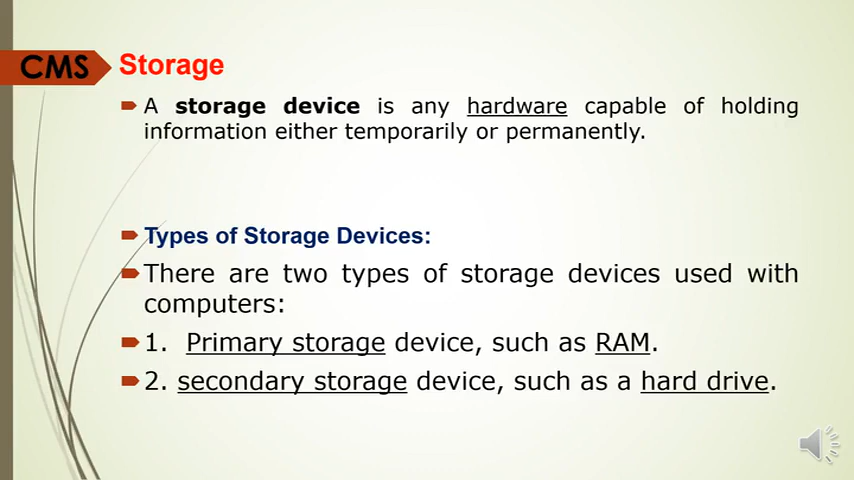 CMS
Storage
A storage device is any hardware capable of holding
information either temporarily or permanently.
Types of Storage Devices:
There are two types of storage devices used with
computers:
1. Primary storage device, such as RAM.
2. secondary storage device, such as a hard drive.